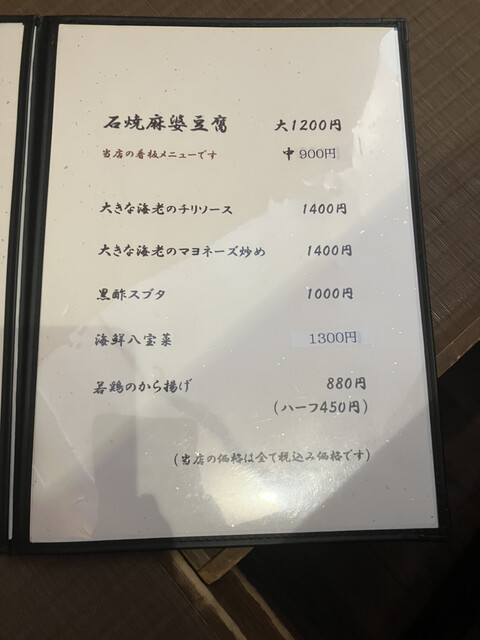 石焼麻婆豆腐 大1200円
当店の看板メニューです 中900円
大きな海老のチリソース 1400円
大きな海老のマヨネーズ炒め 1400円
黒酢スブタ 1000円
海鮮八宝菜 1300円
若鶏のから揚げ 880円
(ハーフ450円)
(当店の価格は全て税込み価格です)